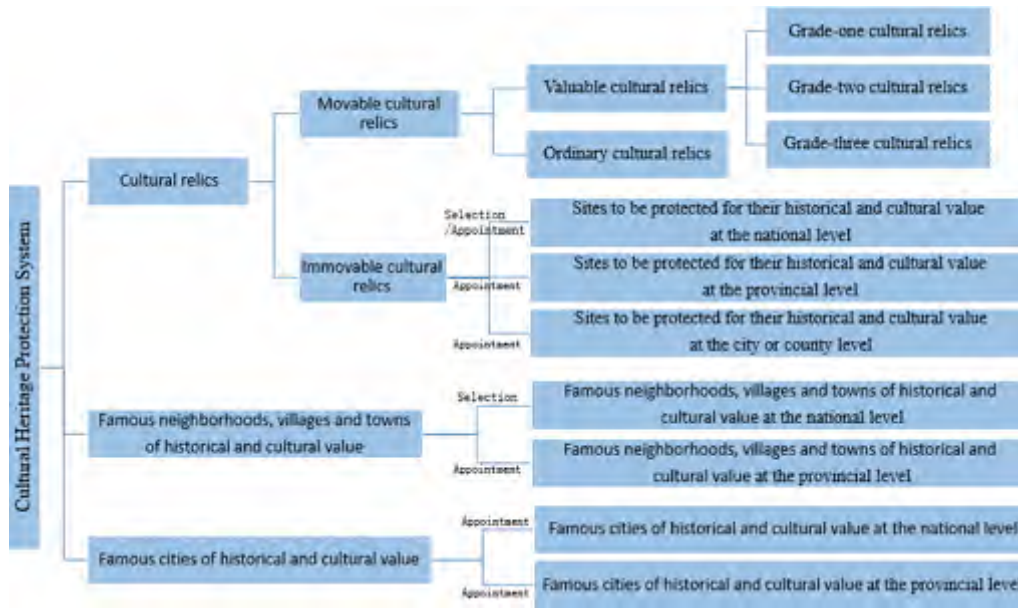 Cultural Heritage Protection System
Cultural relics
Movable cultural
relics
Valuable cultural relics
Grade-one cultural relics
Grade-two cultural relics
Grade-three cultural relics
Ordinary cultural relics
Immovable cultural
relics
Selection
/Appointment
Sites to be protected for their historical and cultural value
at the national level
Appointment
Sites to be protected for their historical and cultural value
at the provincial level
Appointment
Sites to be protected for their historical and cultural value
at the city or county level
Famous neighborhoods, villages and towns
of historical and cultural value
Selection
Famous neighborhoods, villages and towns of historical and
cultural value at the national level
Appointment
Famous neighborhoods, villages and towns of historical and
cultural value at the provincial level
Famous cities of historical and cultural value
Appointment
Famous cities of historical and cultural value at the national level
Appointment
Famous cities of historical and cultural value at the provincial leve